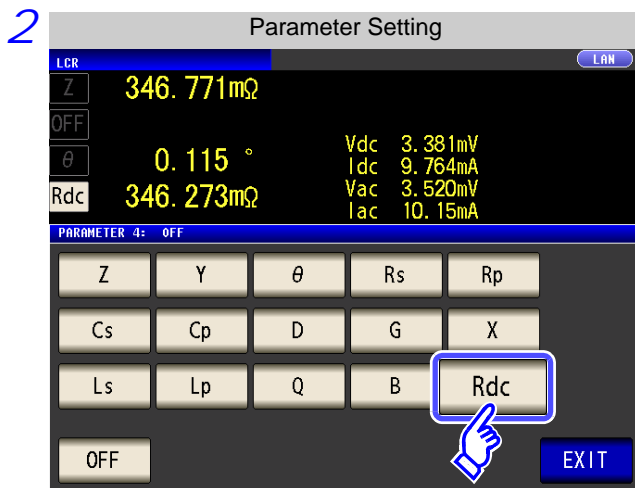 2
Parameter Setting
LCR LAN
Z 346.771mΩ
OFF
θ 0.115 °
Rdc 346.273mΩ
Vdc 3.381mV
Idc 9.764mA
Vac 3.520mV
Iac 10.15mA
PARAMETER 4: OFF
Z Y θ Rs Rp
Cs Cp D G X
Ls Lp Q B Rdc
OFF EXIT